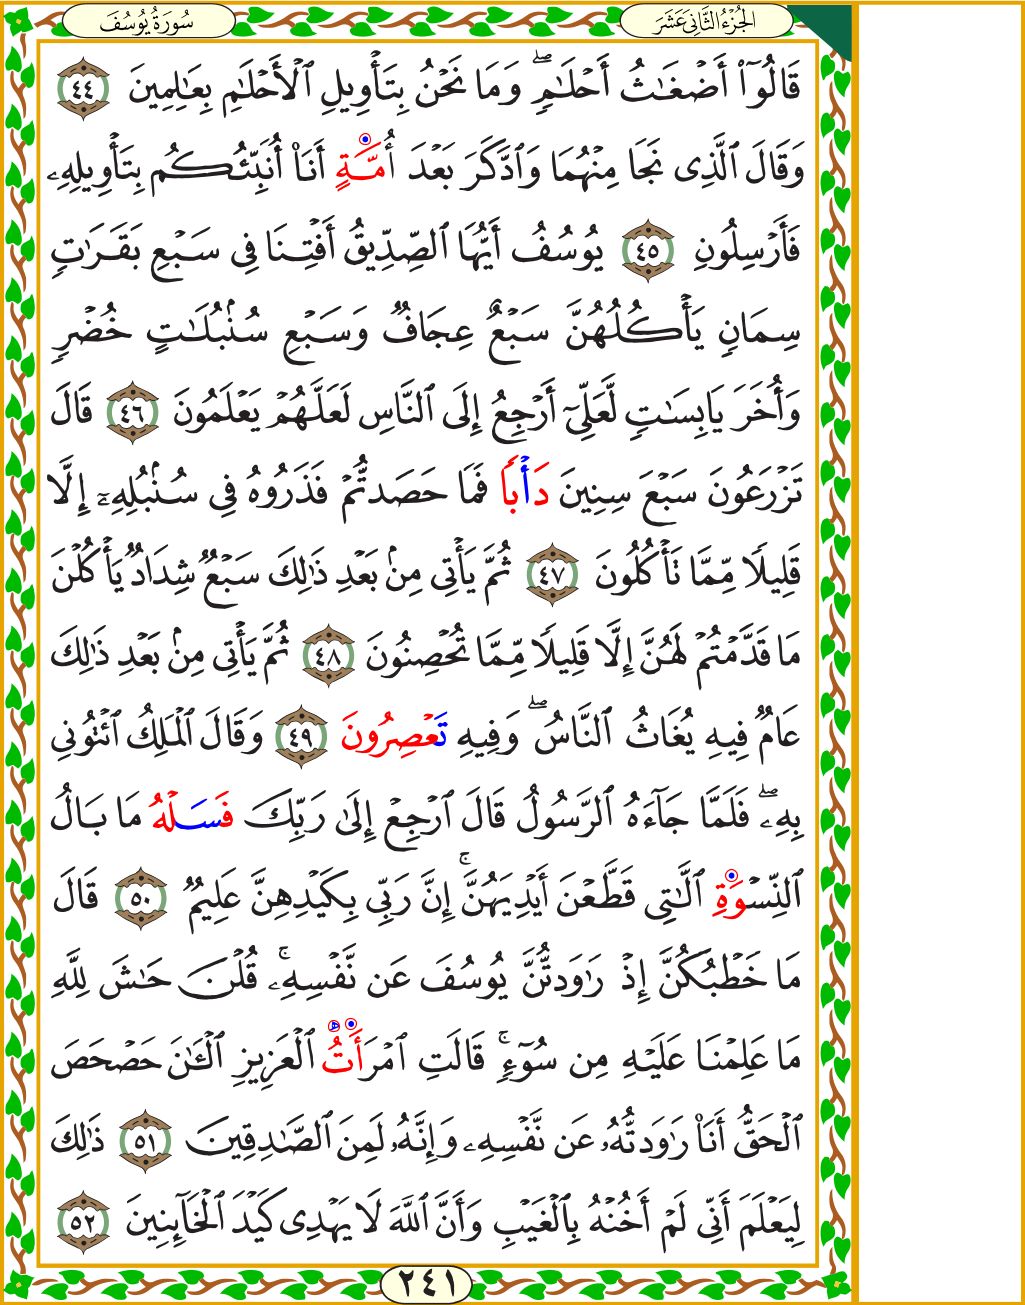 الجُزْءُ الثَّانِي عَشَرَ
سُورَةُ يُوسُفَ
قَالُوٓا۟ أَضْغَـٰثُ أَحْلَـٰمٍۢ ۖ وَمَا نَحْنُ بِتَأْوِيلِ ٱلْأَحْلَـٰمِ بِعَـٰلِمِينَ ٤٤
وَقَالَ ٱلَّذِى نَجَا مِنْهُمَا وَٱدَّكَرَ بَعْدَ أُمَّةٍ أَنَا۠ أُنَبِّئُكُم بِتَأْوِيلِهِۦ
فَأَرْسِلُونِ ٤٥ يُوسُفُ أَيُّهَا ٱلصِّدِّيقُ أَفْتِنَا فِى سَبْعِ بَقَرَٰتٍۢ
سِمَانٍۢ يَأْكُلُهُنَّ سَبْعٌ عِجَافٌۭ وَسَبْعِ سُنۢبُلَـٰتٍ خُضْرٍۢ
وَأُخَرَ يَابِسَـٰتٍۢ لَّعَلِّىٓ أَرْجِعُ إِلَى ٱلنَّاسِ لَعَلَّهُمْ يَعْلَمُونَ ٤٦ قَالَ
تَزْرَعُونَ سَبْعَ سِنِينَ دَأْبًۭا فَمَا حَصَدتُّمْ فَذَرُوهُ فِى سُنۢبُلِهِۦٓ إِلَّا
قَلِيلًۭا مِّمَّا تَأْكُلُونَ ٤٧ ثُمَّ يَأْتِى مِنۢ بَعْدِ ذَٰلِكَ سَبْعٌۭ شِدَادٌۭ يَأْكُلْنَ
مَا قَدَّمْتُمْ لَهُنَّ إِلَّا قَلِيلًۭا مِّمَّا تُحْصِنُونَ ٤٨ ثُمَّ يَأْتِى مِنۢ بَعْدِ ذَٰلِكَ
عَامٌۭ فِيهِ يُغَاثُ ٱلنَّاسُ ۖ وَفِيهِ تَعْصِرُونَ ٤٩ وَقَالَ ٱلْمَلِكُ ٱئْتُونِى
بِهِۦ ۖ فَلَمَّا جَآءَهُ ٱلرَّسُولُ قَالَ ٱرْجِعْ إِلَىٰ رَبِّكَ فَسَلْهُ مَا بَالُ
ٱلنِّسْوَةِ ٱلَّـٰتِى قَطَّعْنَ أَيْدِيَهُنَّ ۚ إِنَّ رَبِّى بِكَيْدِهِنَّ عَلِيمٌۭ ٥٠ قَالَ
مَا خَطْبُكُنَّ إِذْ رَٰوَدتُّنَّ يُوسُفَ عَن نَّفْسِهِۦ ۚ قُلْنَ حَـٰشَ لِلَّهِ
مَا عَلِمْنَا عَلَيْهِ مِن سُوٓءٍۢ ۚ قَالَتِ ٱمْرَأَتُ ٱلْعَزِيزِ ٱلْـَٔـٰنَ حَصْحَصَ
ٱلْحَقُّ أَنَا۠ رَٰوَدتُّهُۥ عَن نَّفْسِهِۦ وَإِنَّهُۥ لَمِنَ ٱلصَّـٰدِقِينَ ٥١ ذَٰلِكَ
لِيَعْلَمَ أَنِّى لَمْ أَخُنْهُ بِٱلْغَيْبِ وَأَنَّ ٱللَّهَ لَا يَهْدِى كَيْدَ ٱلْخَآئِنِينَ ٥٢
٢٤١